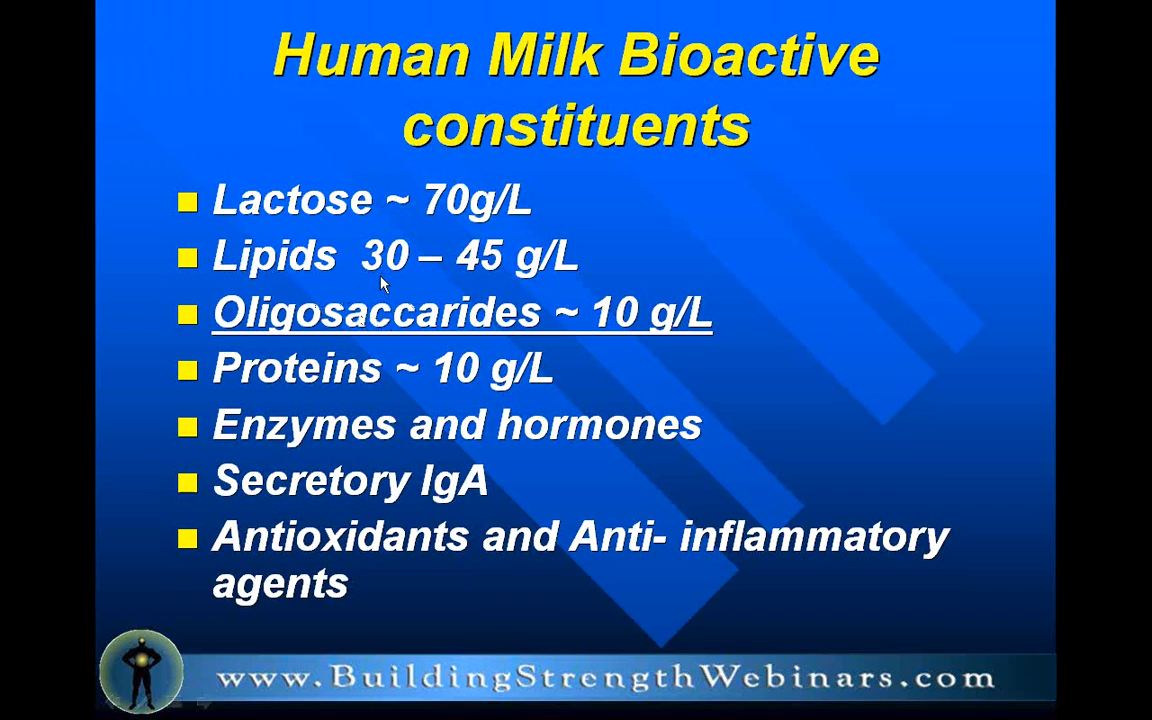 Human Milk Bioactive
constituents
Lactose ~ 70g/L
Lipids 30 – 45 g/L
Oligosaccarides ~ 10 g/L
Proteins ~ 10 g/L
Enzymes and hormones
Secretory IgA
Antioxidants and Anti- inflammatory
agents
www.BuildingStrengthWebinars.com